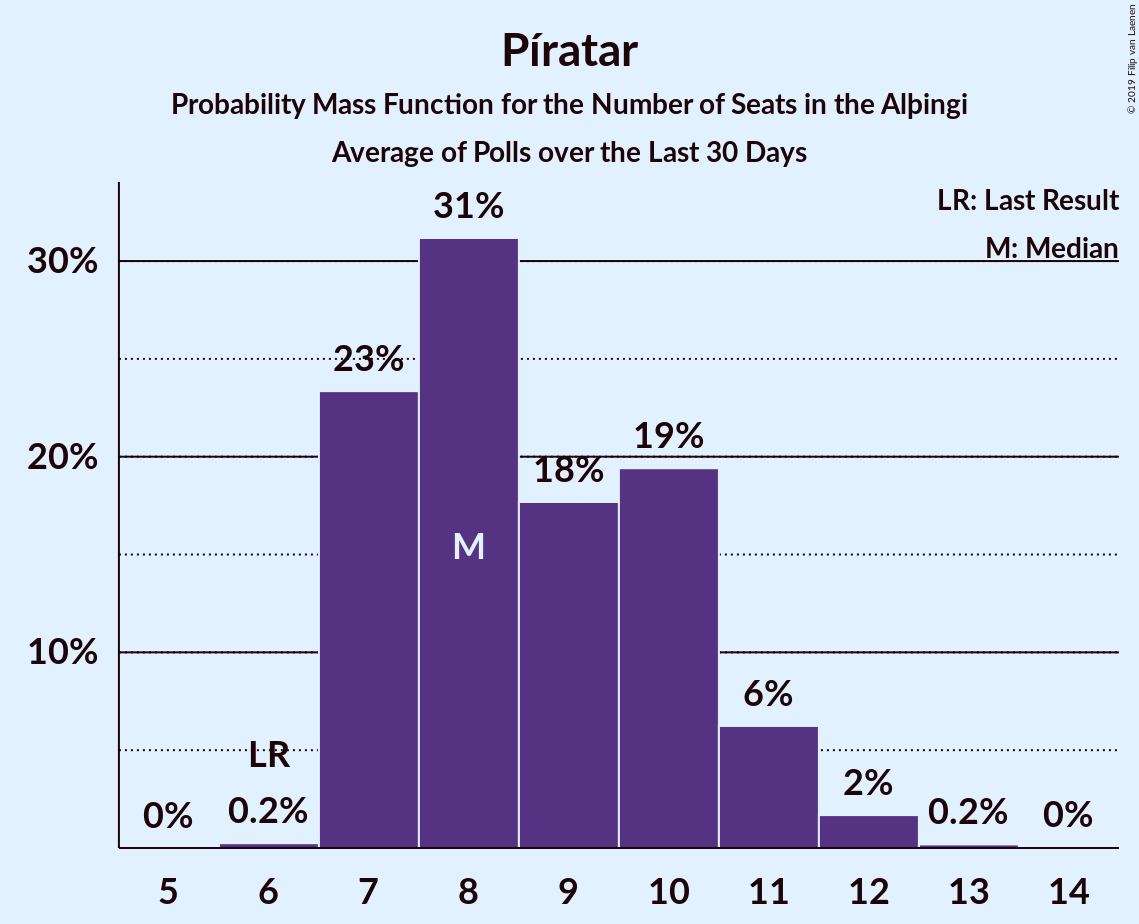 Píratar
Probability Mass Function for the Number of Seats in the Alþingi
Average of Polls over the Last 30 Days
© 2019 Filip van Laenen
LR: Last Result
M: Median
30%
20%
10%
0%
LR
0.2%
23%
31%
M
18%
19%
6%
2%
0.2%
0%
5 6 7 8 9 10 11 12 13 14